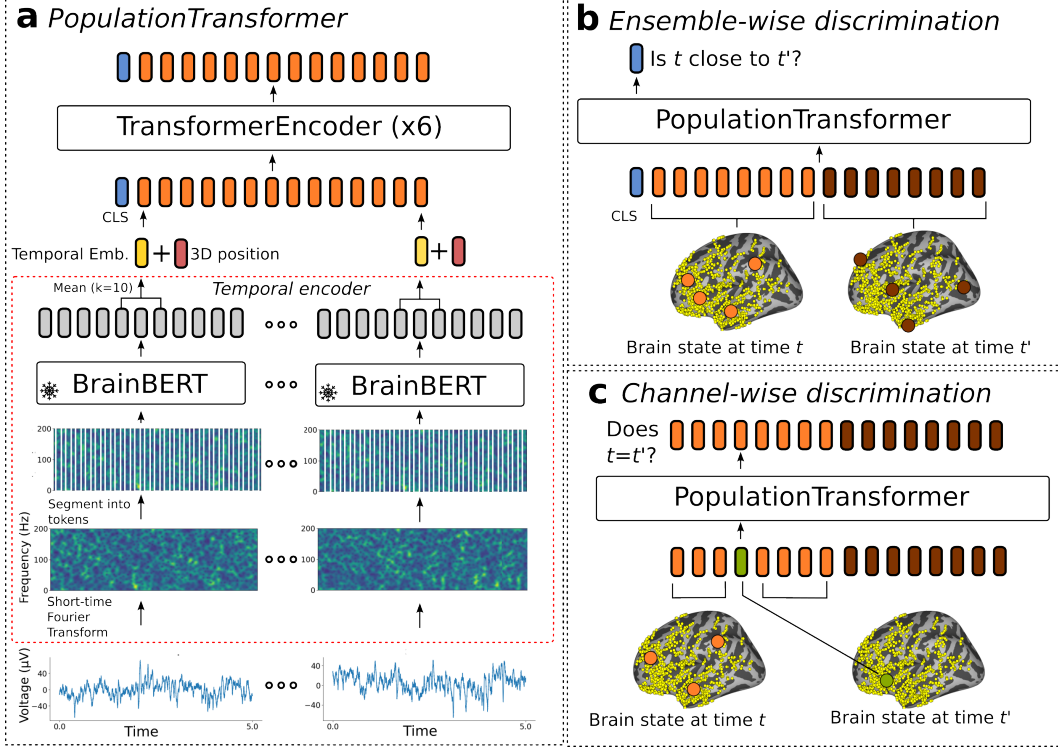 a PopulationTransformer
TransformerEncoder (x6)
CLS
Temporal Emb. + 3D position
+
Mean (k=10)
Temporal encoder
BrainBERT
BrainBERT
200
100
0
200
100
0
Segment into
tokens
Frequency (Hz)
200
100
0
200
100
0
Short-time
Fourier
Transform
Voltage (μV)
40
0
−40
0.0
5.0
Time
40
0
−40
0.0
5.0
Time
b Ensemble-wise discrimination
Is t close to t'?
PopulationTransformer
CLS
Brain state at time t
Brain state at time t'
c Channel-wise discrimination
Does
t=t'?
PopulationTransformer
Brain state at time t
Brain state at time t'